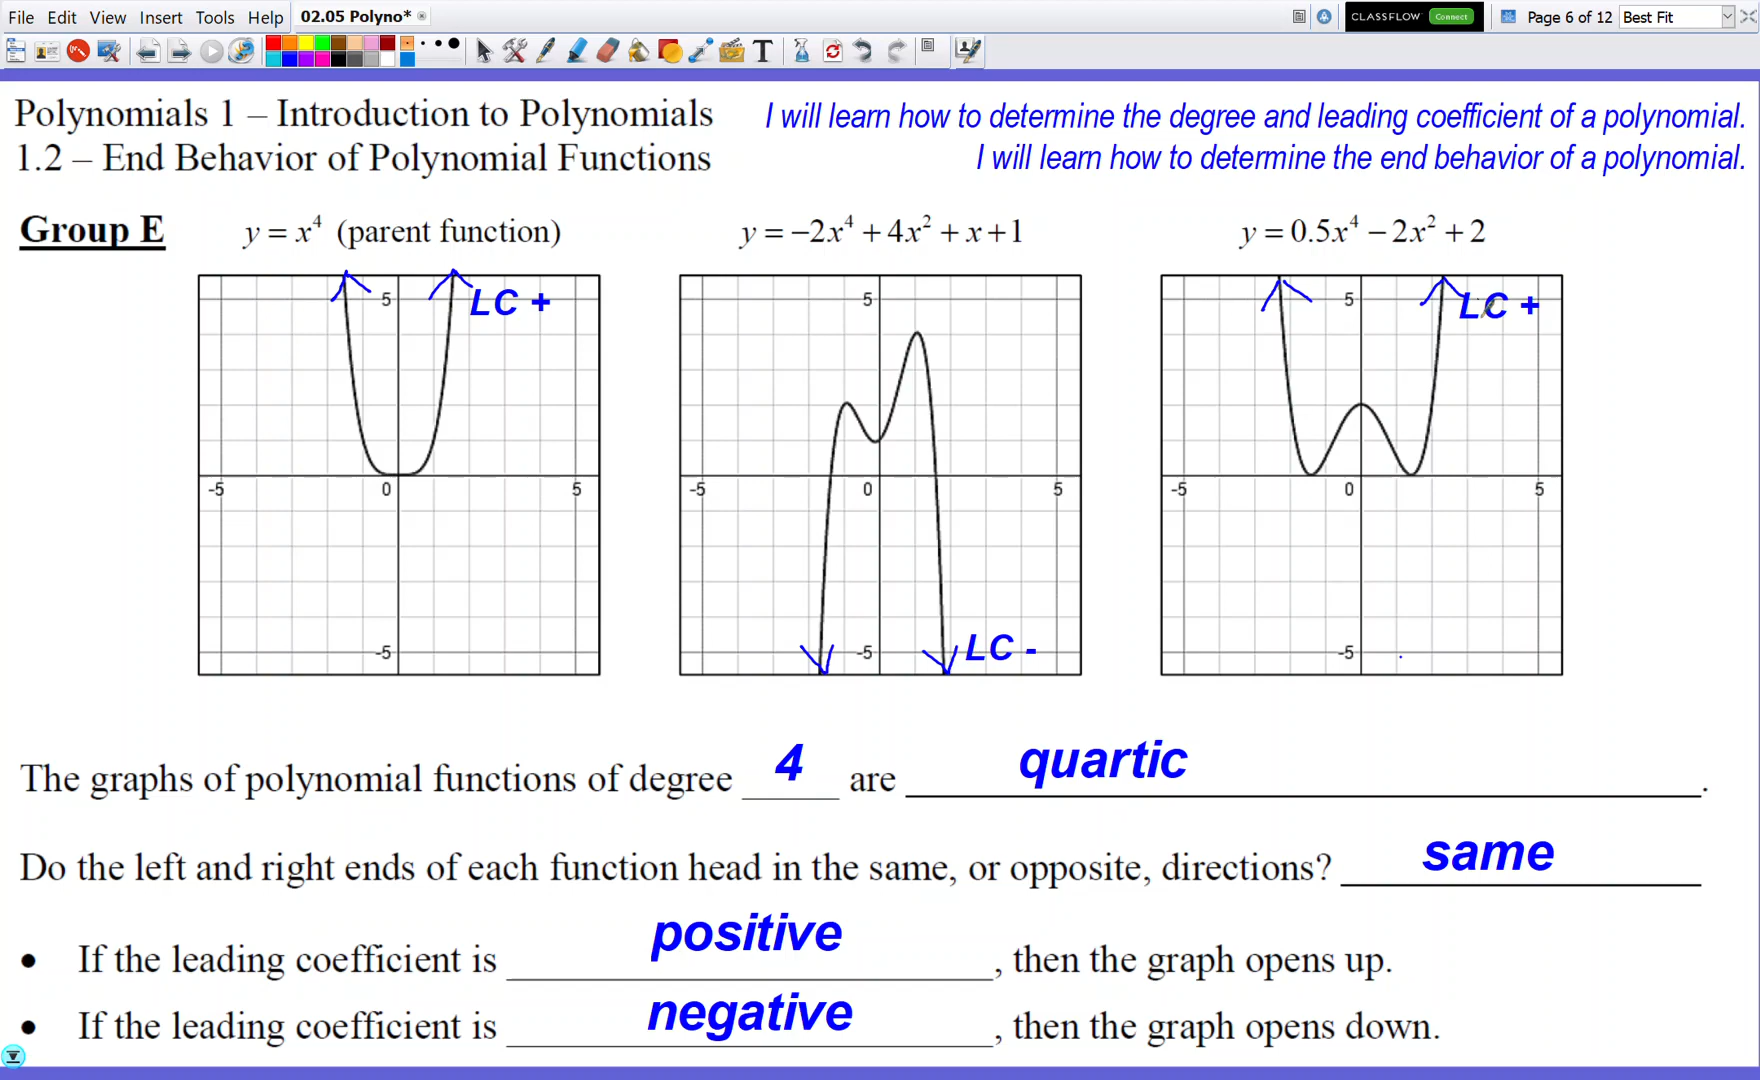 File Edit View Insert Tools Help 02.05 Polyno*
CLASSFLOW Connect Page 6 of 12 Best Fit
Polynomials 1 – Introduction to Polynomials
1.2 – End Behavior of Polynomial Functions
I will learn how to determine the degree and leading coefficient of a polynomial.
I will learn how to determine the end behavior of a polynomial.
Group E
y = x⁴ (parent function)
y = −2x⁴ + 4x² + x + 1
y = 0.5x⁴ − 2x² + 2
5 LC +
-5 0 5
-5
5
-5 0 5
-5 LC -
5 LC +
-5 0 5
-5
The graphs of polynomial functions of degree 4 are quartic.
Do the left and right ends of each function head in the same, or opposite, directions? same
• If the leading coefficient is positive, then the graph opens up.
• If the leading coefficient is negative, then the graph opens down.